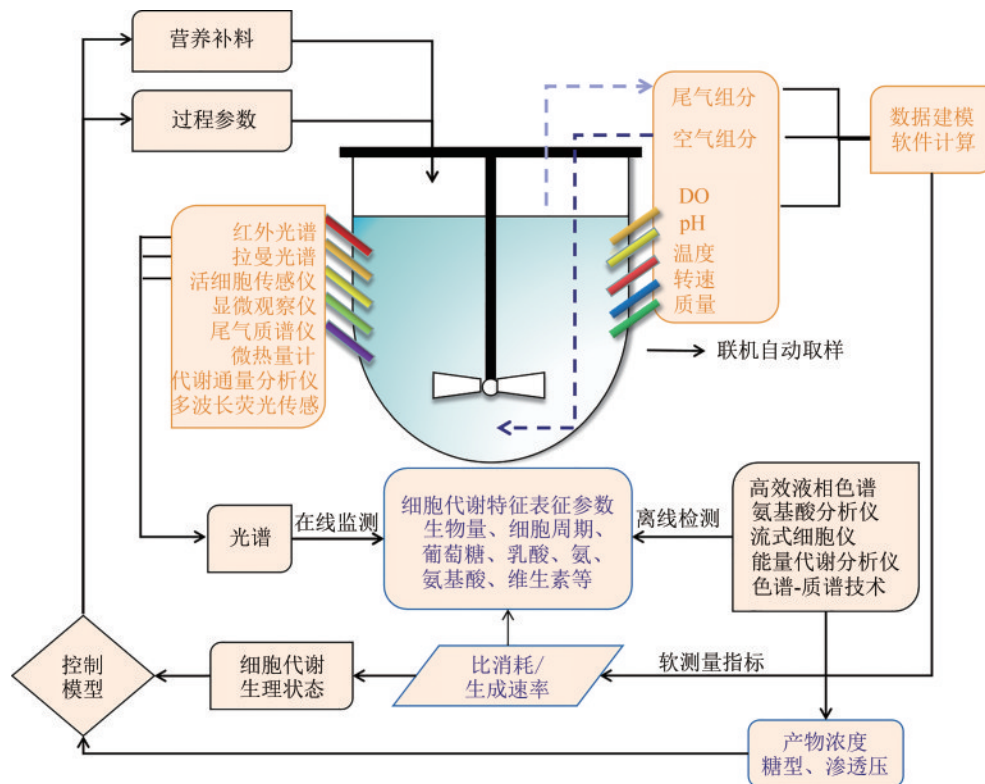 营养补料
过程参数
尾气组分
空气组分
DO
pH
温度
转速
质量
数据建模
软件计算
红外光谱
拉曼光谱
活细胞传感仪
显微观察仪
尾气质谱仪
微热量计
代谢通量分析仪
多波长荧光传感
联机自动取样
光谱
在线监测
细胞代谢特征表征参数
生物量、细胞周期、
葡萄糖、乳酸、氨、
氨基酸、维生素等
离线检测
高效液相色谱
氨基酸分析仪
流式细胞仪
能量代谢分析仪
色谱-质谱技术
控制
模型
细胞代谢
生理状态
比消耗/
生成速率
软测量指标
产物浓度
糖型、渗透压